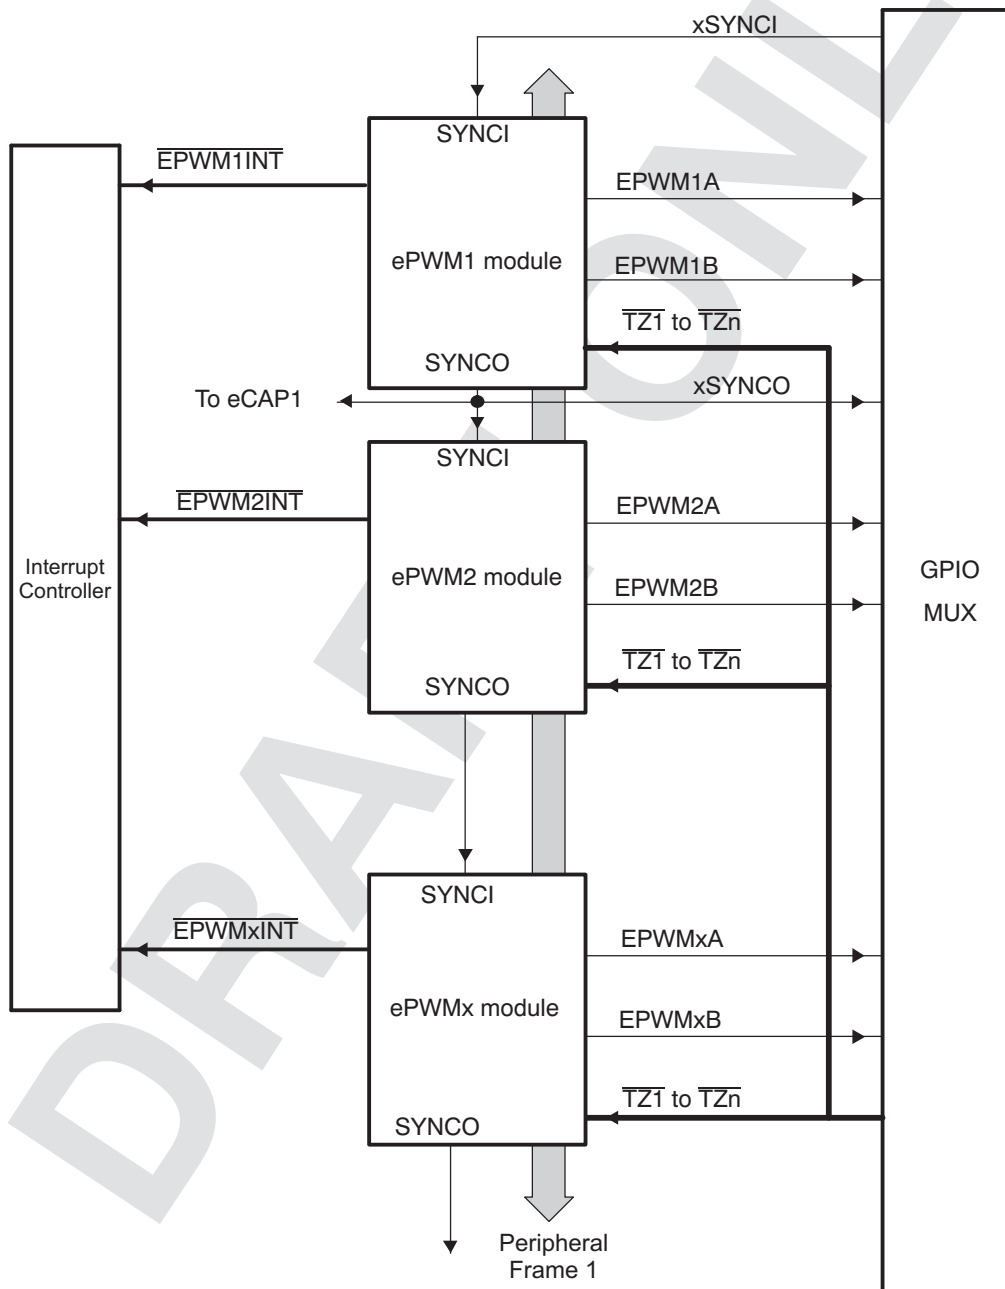 xSYNCI
SYNCI
EPWM1INT
EPWM1A
ePWM1 module
EPWM1B
TZ1 to TZn
SYNCO
To eCAP1
xSYNCO
SYNCI
EPWM2INT
EPWM2A
Interrupt
Controller
ePWM2 module
GPIO
MUX
EPWM2B
TZ1 to TZn
SYNCO
SYNCI
EPWMxINT
EPWMxA
ePWMx module
EPWMxB
TZ1 to TZn
SYNCO
Peripheral
Frame 1
DRAFT ONL